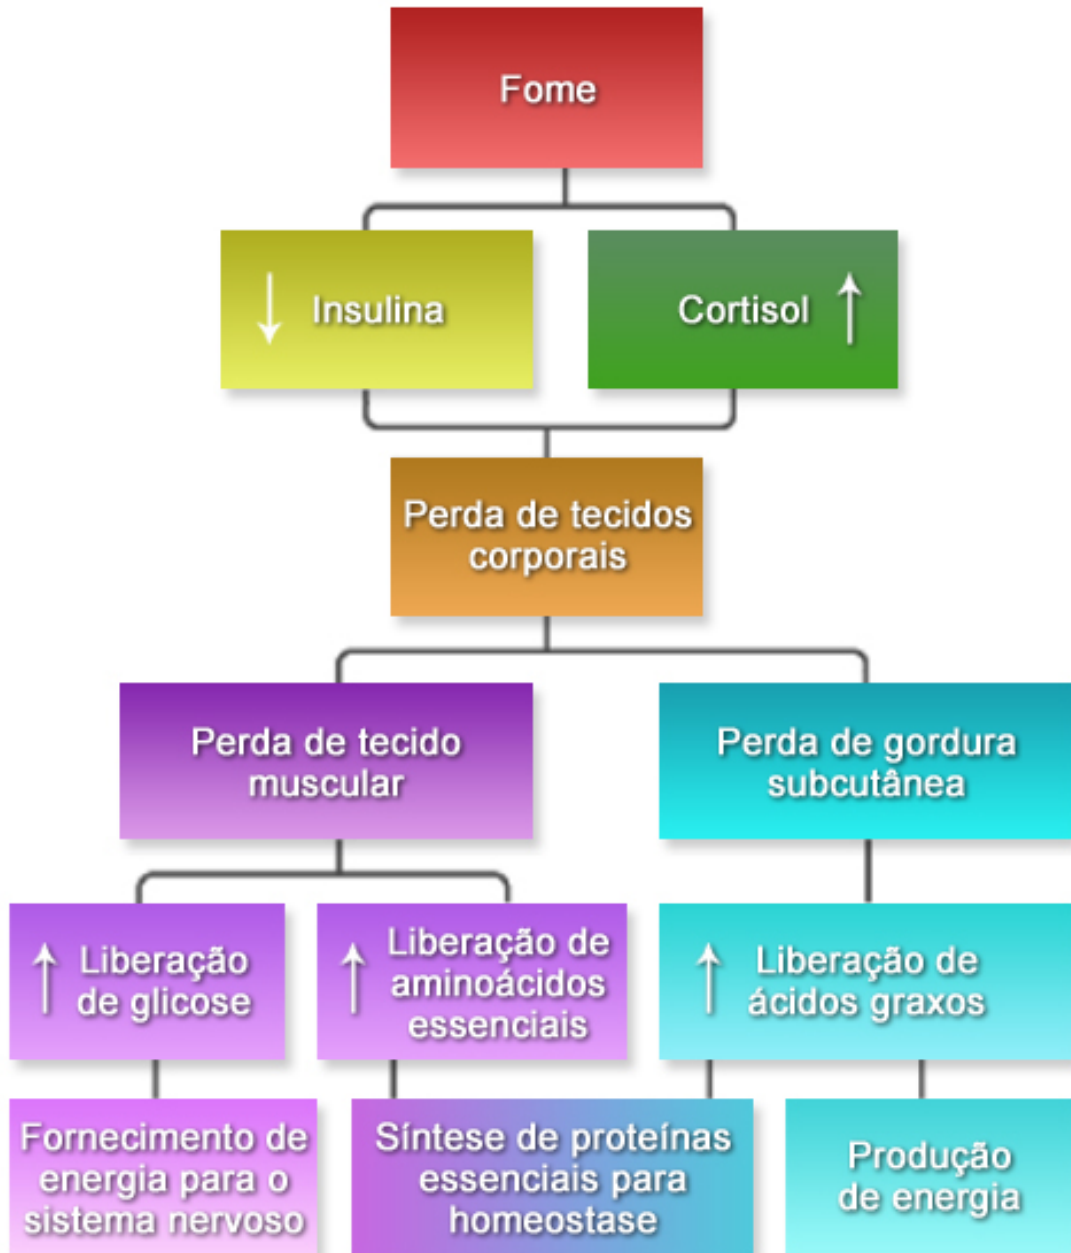 Fome
Insulina
Cortisol
Perda de tecidos
corporais
Perda de tecido
muscular
Perda de gordura
subcutânea
Liberação
de glicose
Liberação de
aminoácidos
essenciais
Liberação de
ácidos graxos
Fornecimento de
energia para o
sistema nervoso
Síntese de proteínas
essenciais para
homeostase
Produção
de energia